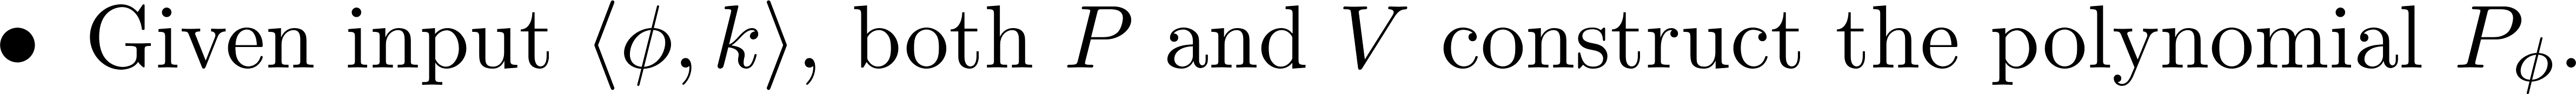 • Given input ⟨ϕ, k⟩, both P and V construct the polynomial P_ϕ.